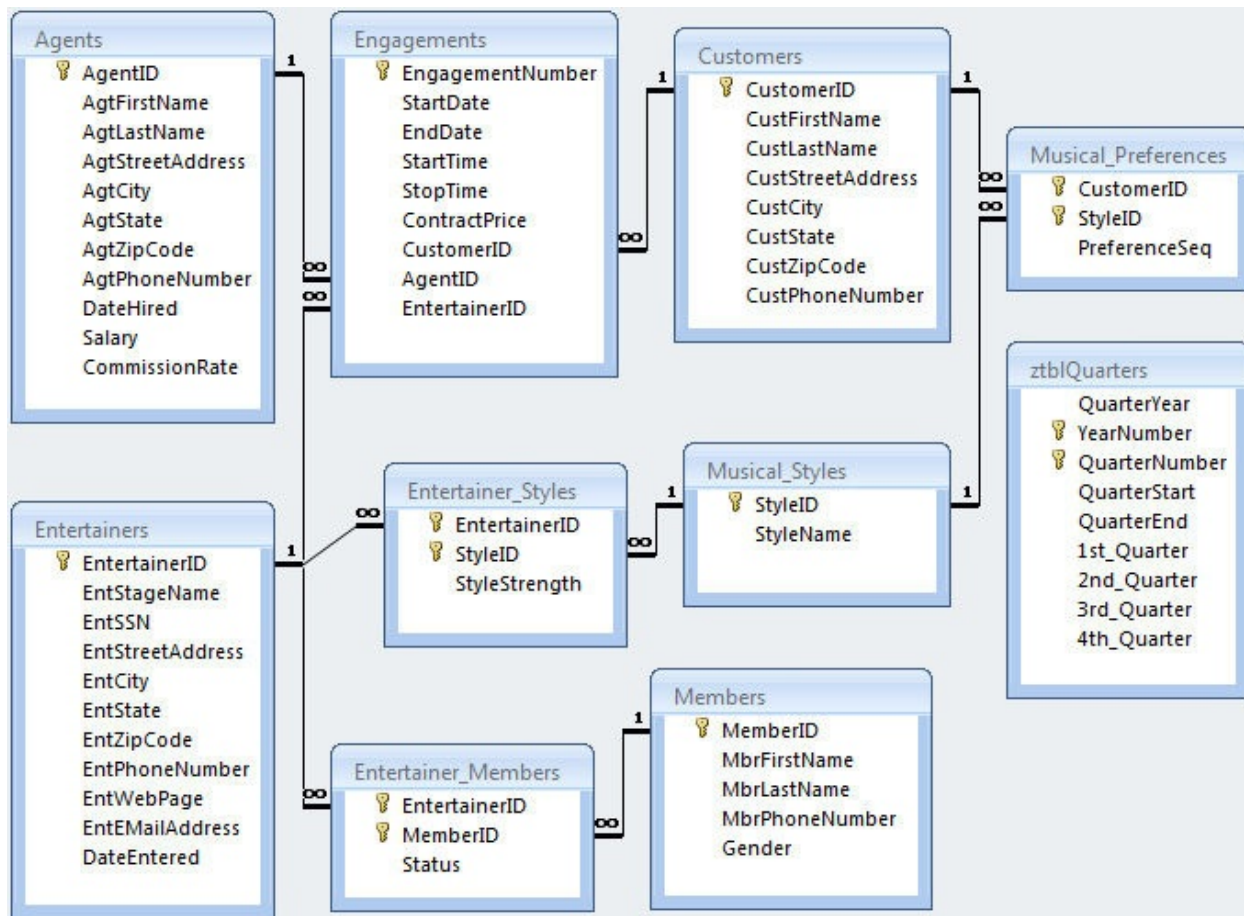 Agents
AgentID
AgtFirstName
AgtLastName
AgtStreetAddress
AgtCity
AgtState
AgtZipCode
AgtPhoneNumber
DateHired
Salary
CommissionRate
1
∞
∞
Engagements
EngagementNumber
StartDate
EndDate
StartTime
StopTime
ContractPrice
CustomerID
AgentID
EntertainerID
1
∞
Customers
CustomerID
CustFirstName
CustLastName
CustStreetAddress
CustCity
CustState
CustZipCode
CustPhoneNumber
1
∞
∞
Musical_Preferences
CustomerID
StyleID
PreferenceSeq
ztblQuarters
QuarterYear
YearNumber
QuarterNumber
QuarterStart
QuarterEnd
1st_Quarter
2nd_Quarter
3rd_Quarter
4th_Quarter
Entertainers
EntertainerID
EntStageName
EntSSN
EntStreetAddress
EntCity
EntState
EntZipCode
EntPhoneNumber
EntWebPage
EntEMailAddress
DateEntered
1
∞
∞
Entertainer_Styles
EntertainerID
StyleID
StyleStrength
1
∞
Musical_Styles
StyleID
StyleName
1
Entertainer_Members
EntertainerID
MemberID
Status
1
∞
Members
MemberID
MbrFirstName
MbrLastName
MbrPhoneNumber
Gender